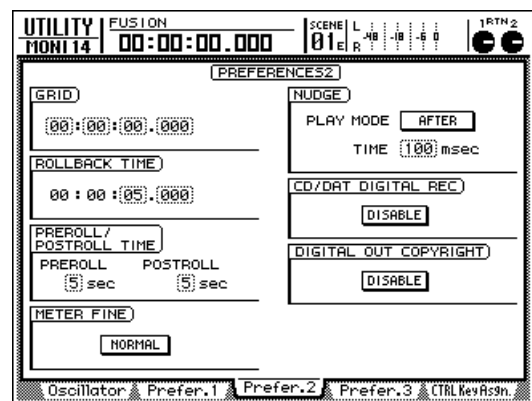 UTILITY FUSION SCENE L -48 -18 -6 0 1RTN2
MONI14 00:00:00.000 01E R
PREFERENCES2
GRID
00:00:00.000
NUDGE
PLAY MODE AFTER
TIME 100 msec
ROLLBACK TIME
00:00:05.000
CD/DAT DIGITAL REC
DISABLE
PREROLL/
POSTROLL TIME
PREROLL POSTROLL
5 sec 5 sec
DIGITAL OUT COPYRIGHT
DISABLE
METER FINE
NORMAL
Oscillator Prefer.1 Prefer.2 Prefer.3 CTRLKeyAsgn.